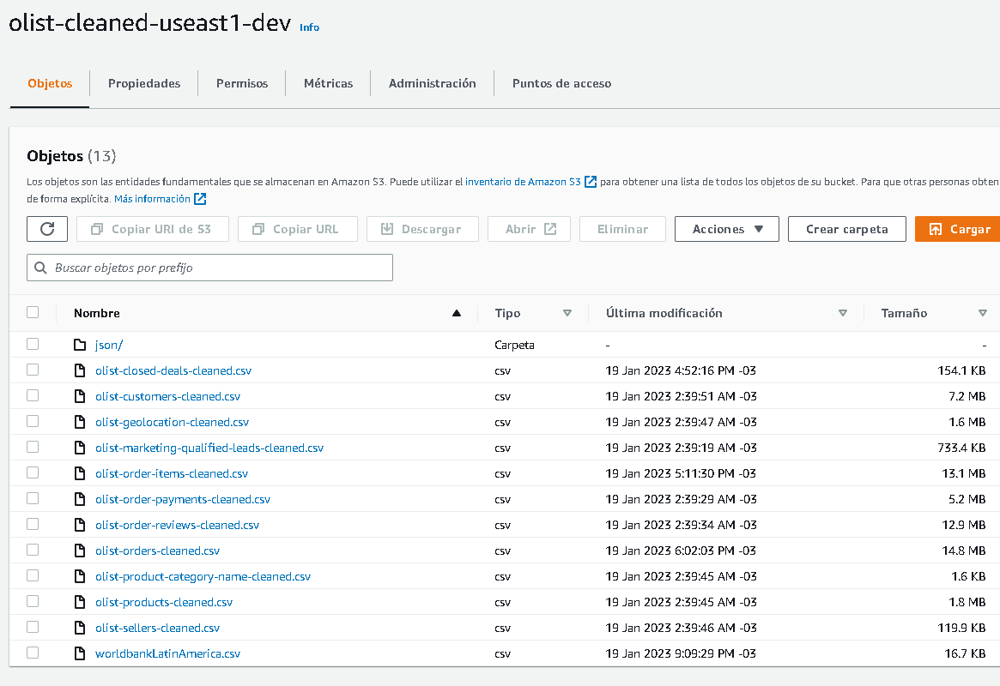 olist-cleaned-useast1-dev Info
Objetos Propiedades Permisos Métricas Administración Puntos de acceso
Objetos (13)
Los objetos son las entidades fundamentales que se almacenan en Amazon S3. Puede utilizar el inventario de Amazon S3 para obtener una lista de todos los objetos de su bucket. Para que otras personas obten
de forma explícita. Más información
Copiar URI de S3 Copiar URL Descargar Abrir Eliminar Acciones Crear carpeta Cargar
Buscar objetos por prefijo
Nombre Tipo Última modificación Tamaño
json/ Carpeta - -
olist-closed-deals-cleaned.csv csv 19 Jan 2023 4:52:16 PM -03 154.1 KB
olist-customers-cleaned.csv csv 19 Jan 2023 2:39:51 AM -03 7.2 MB
olist-geolocation-cleaned.csv csv 19 Jan 2023 2:39:47 AM -03 1.6 MB
olist-marketing-qualified-leads-cleaned.csv csv 19 Jan 2023 2:39:19 AM -03 733.4 KB
olist-order-items-cleaned.csv csv 19 Jan 2023 5:11:30 PM -03 13.1 MB
olist-order-payments-cleaned.csv csv 19 Jan 2023 2:39:29 AM -03 5.2 MB
olist-order-reviews-cleaned.csv csv 19 Jan 2023 2:39:34 AM -03 12.9 MB
olist-orders-cleaned.csv csv 19 Jan 2023 6:02:03 PM -03 14.8 MB
olist-product-category-name-cleaned.csv csv 19 Jan 2023 2:39:45 AM -03 1.6 KB
olist-products-cleaned.csv csv 19 Jan 2023 2:39:45 AM -03 1.8 MB
olist-sellers-cleaned.csv csv 19 Jan 2023 2:39:46 AM -03 119.9 KB
worldbankLatinAmerica.csv csv 19 Jan 2023 9:09:29 PM -03 16.7 KB